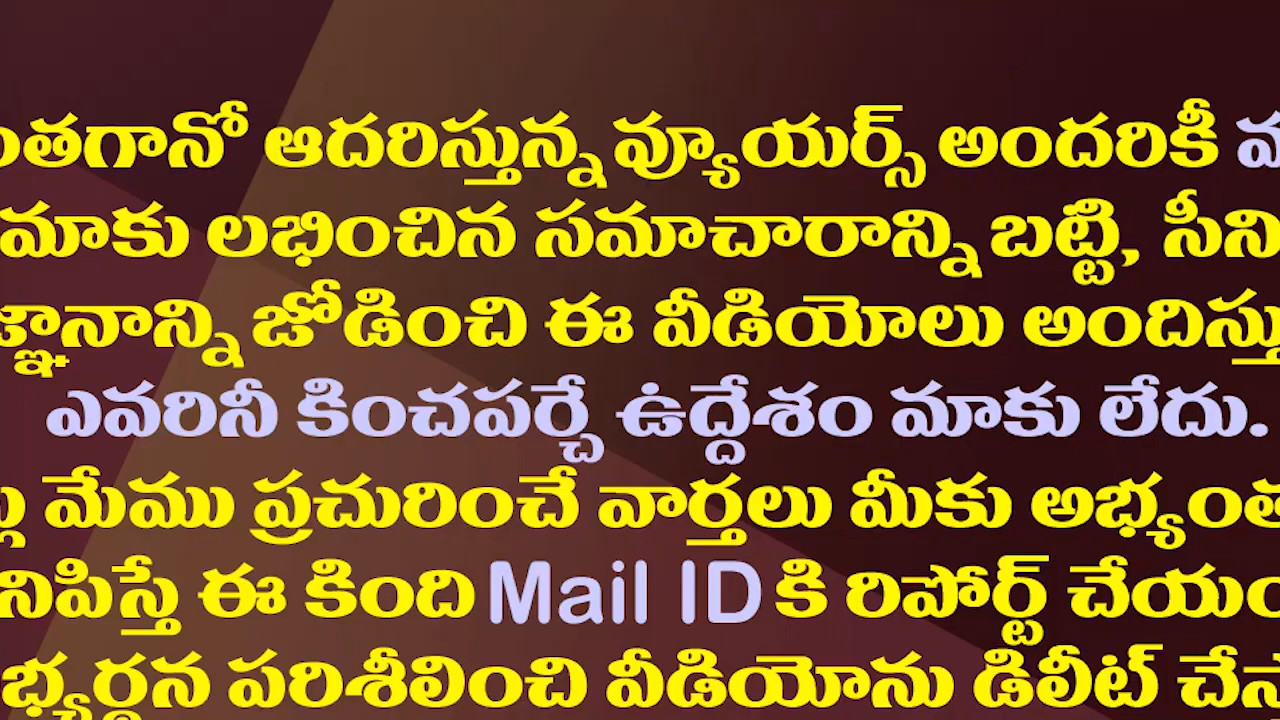 ఆదరిస్తున్న వ్యూయర్స్ అందరికీ
మాకు లభించిన సమాచారాన్ని బట్టి,
జోడించి ఈ వీడియోలు
ఎవరినీ కించపర్చే ఉద్దేశం మాకు లేదు.
మేము ప్రచురించే వార్తలు మీకు
ఈ కింది Mail ID కి రిపోర్ట్
పరిశీలించి వీడియోను డిలీట్